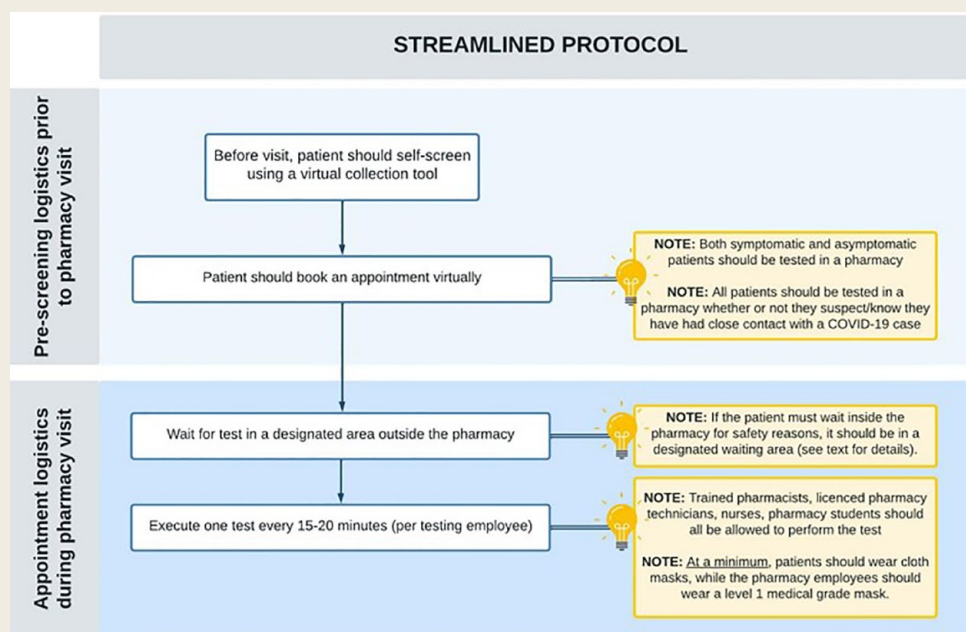 STREAMLINED PROTOCOL
Pre-screening logistics prior
to pharmacy visit
Before visit, patient should self-screen
using a virtual collection tool
Patient should book an appointment virtually
NOTE: Both symptomatic and asymptomatic
patients should be tested in a pharmacy
NOTE: All patients should be tested in a
pharmacy whether or not they suspect/know they
have had close contact with a COVID-19 case
Appointment logistics
during pharmacy visit
Wait for test in a designated area outside the pharmacy
NOTE: If the patient must wait inside the
pharmacy for safety reasons, it should be in a
designated waiting area (see text for details).
Execute one test every 15-20 minutes (per testing employee)
NOTE: Trained pharmacists, licenced pharmacy
technicians, nurses, pharmacy students should
all be allowed to perform the test
NOTE: At a minimum, patients should wear cloth
masks, while the pharmacy employees should
wear a level 1 medical grade mask.